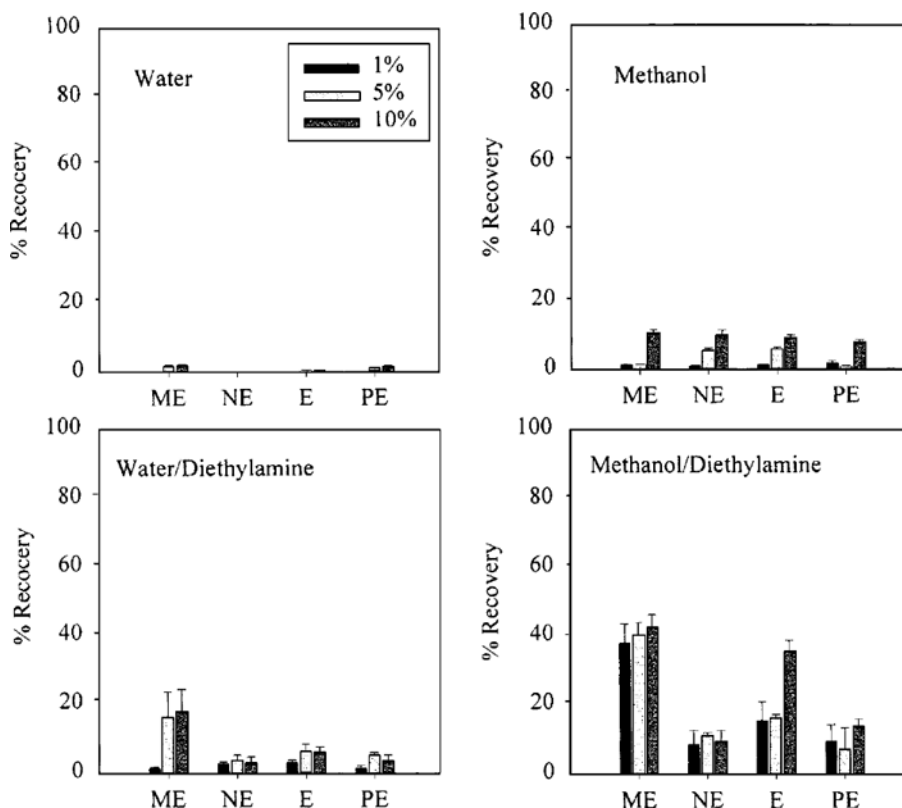 100
80
60
40
20
0
% Recocery
Water
1%
5%
10%
ME NE E PE
100
80
60
40
20
0
% Recovery
Methanol
ME NE E PE
100
80
60
40
20
0
% Recocery
Water/Diethylamine
ME NE E PE
100
80
60
40
20
0
% Recovery
Methanol/Diethylamine
ME NE E PE